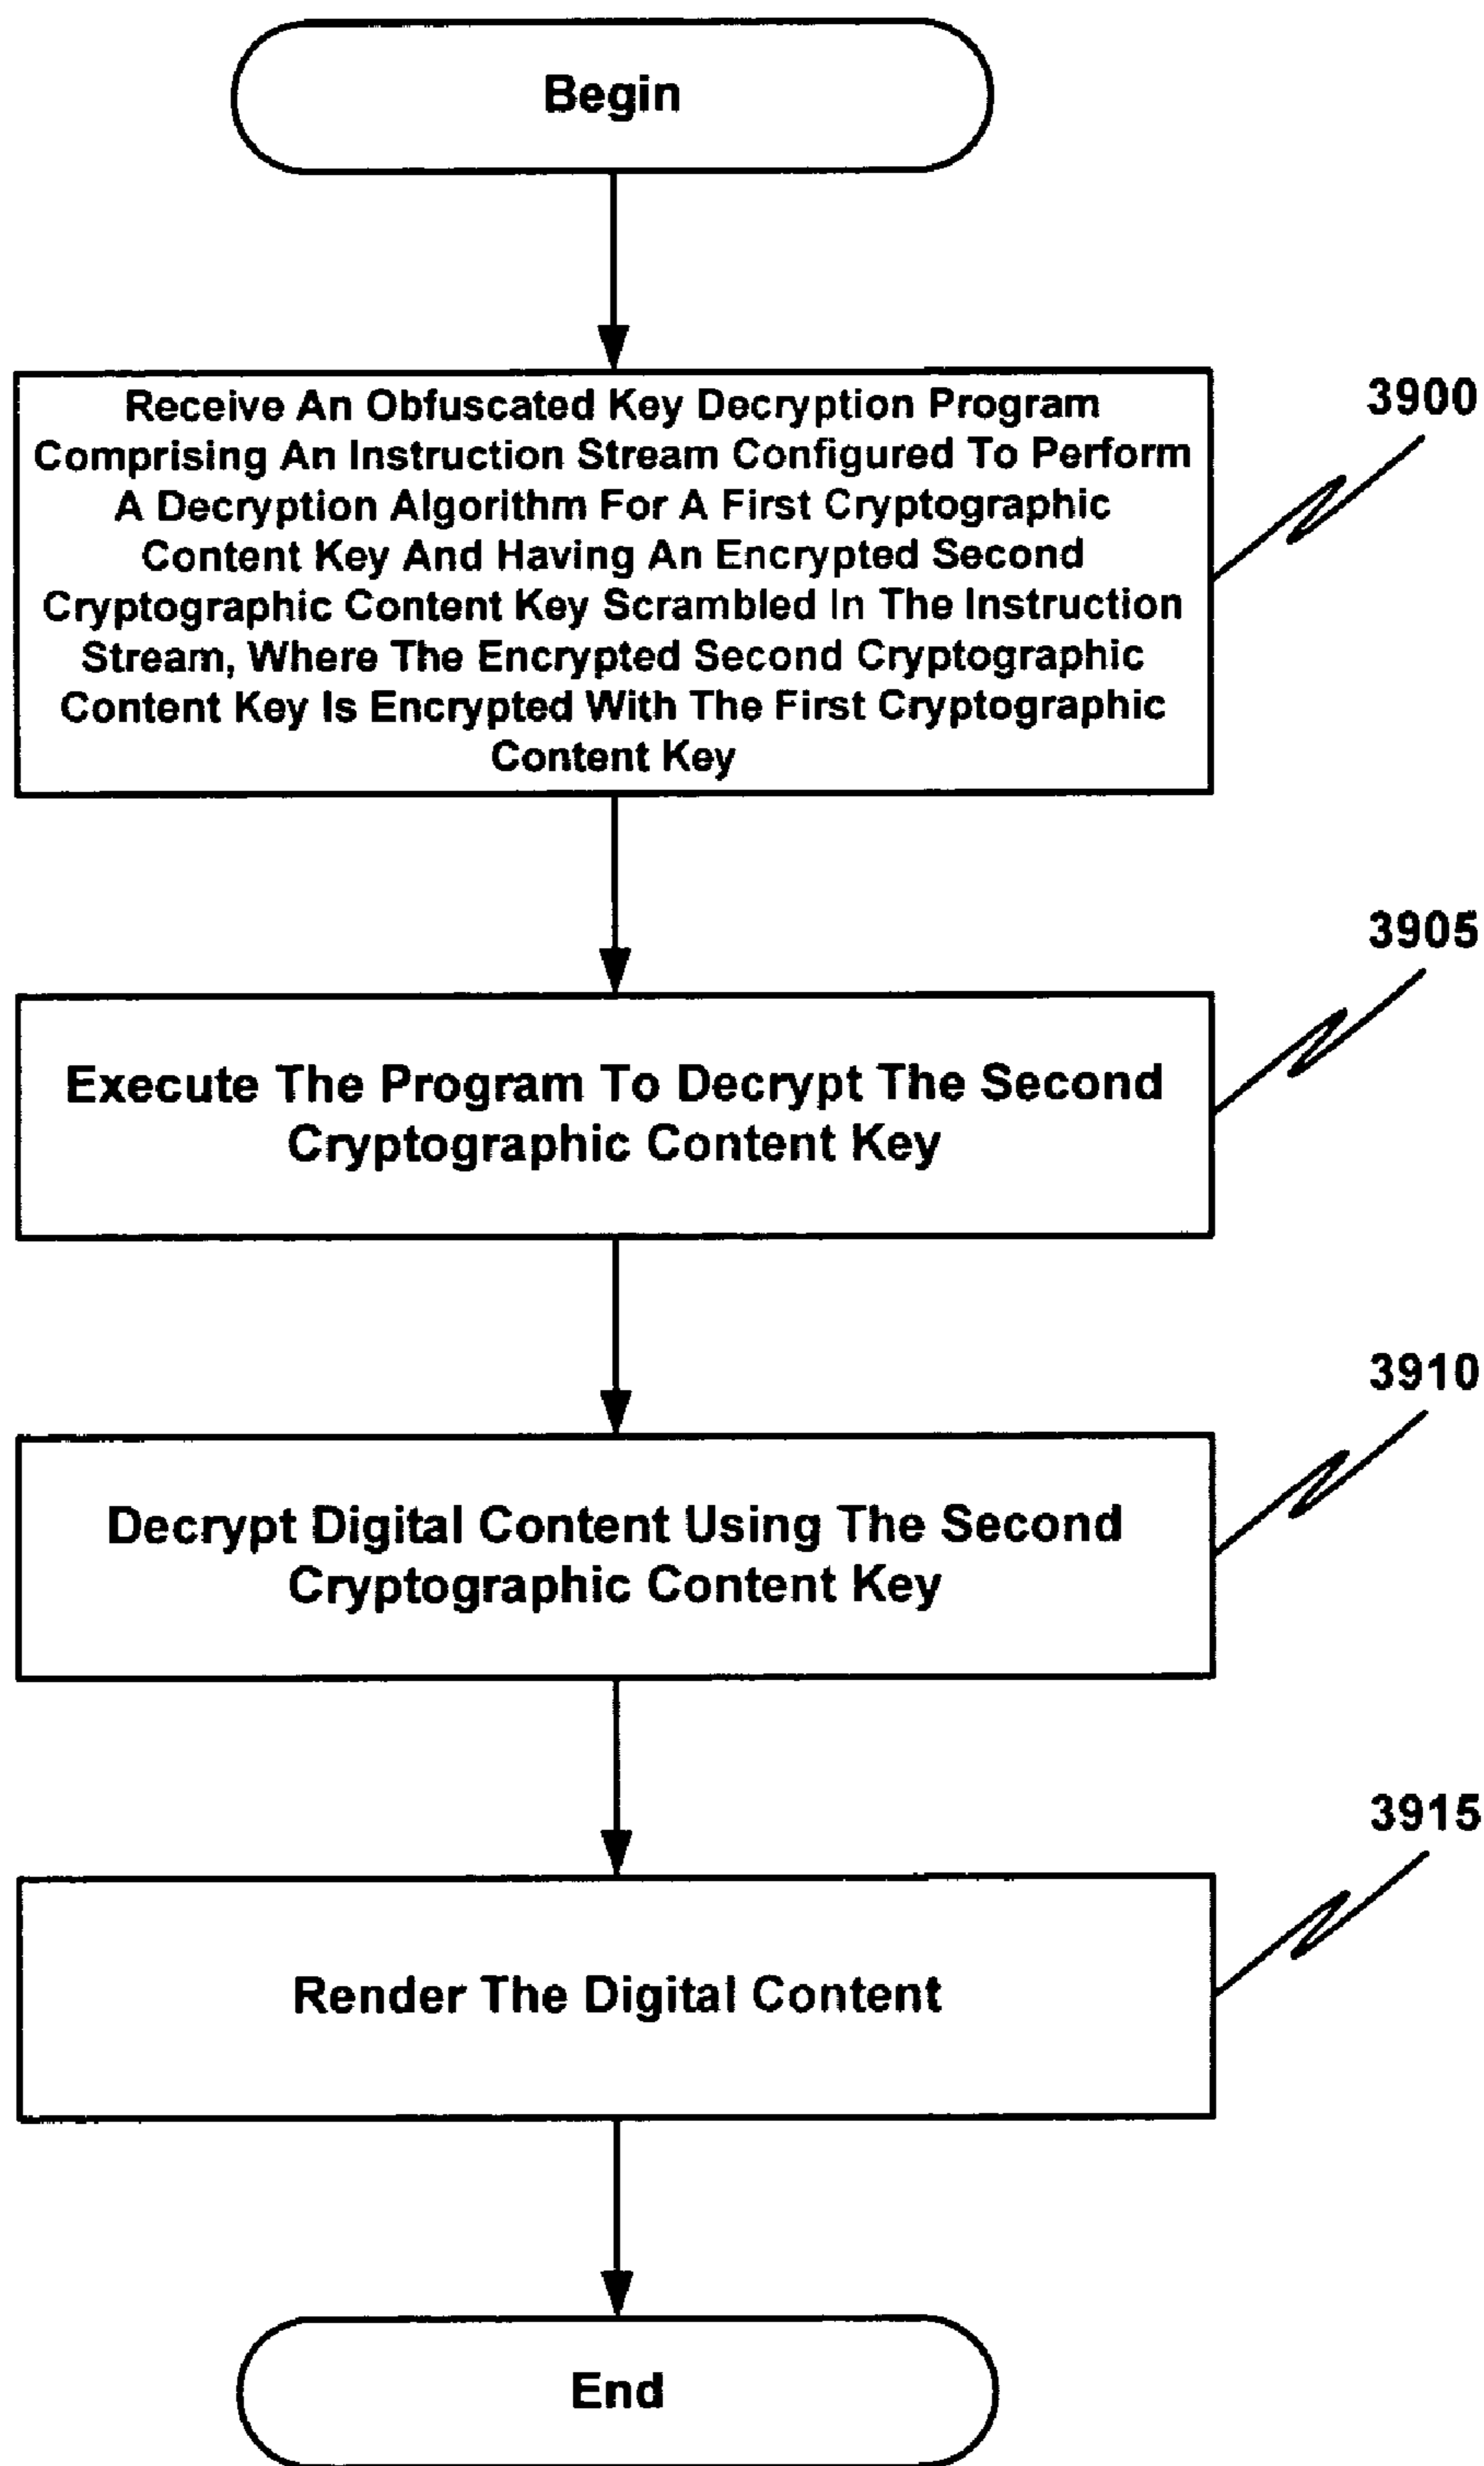 Begin
Receive An Obfuscated Key Decryption Program
Comprising An Instruction Stream Configured To Perform
A Decryption Algorithm For A First Cryptographic
Content Key And Having An Encrypted Second
Cryptographic Content Key Scrambled In The Instruction
Stream, Where The Encrypted Second Cryptographic
Content Key Is Encrypted With The First Cryptographic
Content Key
3900
Execute The Program To Decrypt The Second
Cryptographic Content Key
3905
Decrypt Digital Content Using The Second
Cryptographic Content Key
3910
Render The Digital Content
3915
End